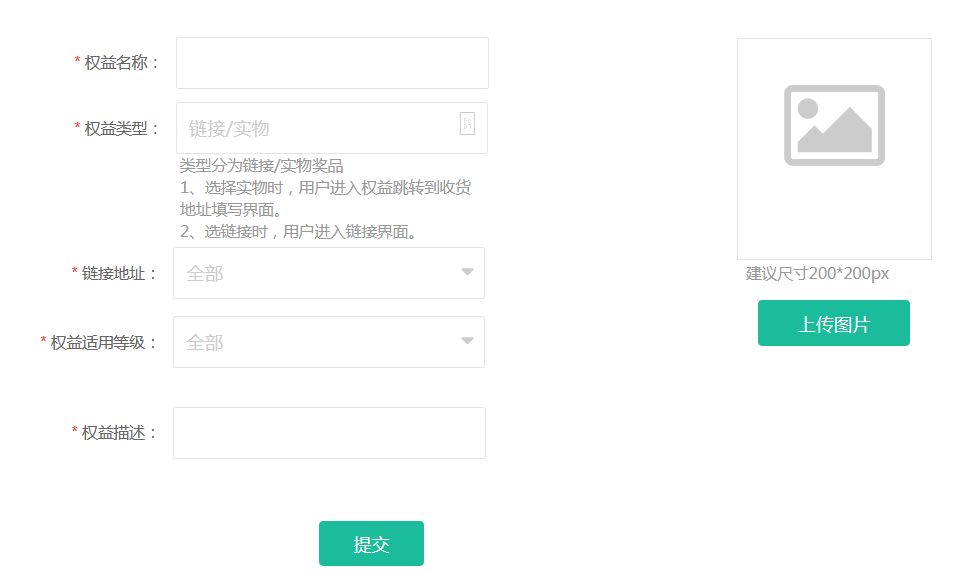 * 权益名称：
* 权益类型：
链接/实物
类型分为链接/实物奖品
1、选择实物时，用户进入权益跳转到收货
地址填写界面。
2、选链接时，用户进入链接界面。
* 链接地址：
全部
* 权益适用等级：
全部
* 权益描述：
提交
建议尺寸200*200px
上传图片